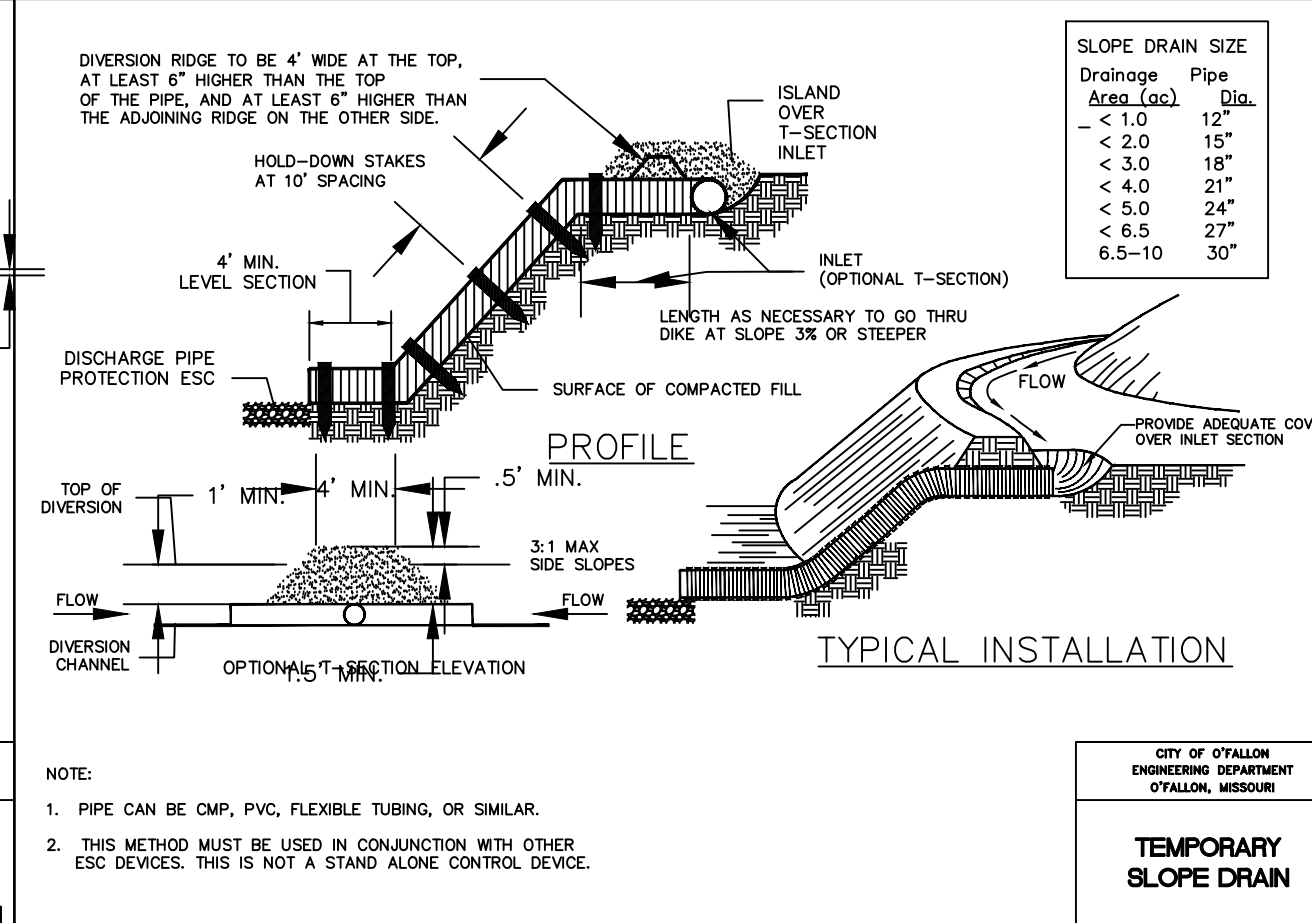 DIVERSION RIDGE TO BE 4' WIDE AT THE TOP,
AT LEAST 6" HIGHER THAN THE TOP
OF THE PIPE, AND AT LEAST 6" HIGHER THAN
THE ADJOINING RIDGE ON THE OTHER SIDE.
HOLD-DOWN STAKES
AT 10' SPACING
ISLAND
OVER
T-SECTION
INLET
SLOPE DRAIN SIZE
Drainage Pipe
Area (ac) Dia.
_ < 1.0 12"
< 2.0 15"
< 3.0 18"
< 4.0 21"
< 5.0 24"
< 6.5 27"
6.5-10 30"
4' MIN.
LEVEL SECTION
INLET
(OPTIONAL T-SECTION)
LENGTH AS NECESSARY TO GO THRU
DIKE AT SLOPE 3% OR STEEPER
DISCHARGE PIPE
PROTECTION ESC
SURFACE OF COMPACTED FILL
PROFILE
FLOW
PROVIDE ADEQUATE COV
OVER INLET SECTION
TOP OF
DIVERSION
1' MIN.
4' MIN.
.5' MIN.
3:1 MAX
SIDE SLOPES
FLOW
FLOW
DIVERSION
CHANNEL
OPTIONAL T-SECTION ELEVATION
1.5' MIN.
TYPICAL INSTALLATION
NOTE:
1. PIPE CAN BE CMP, PVC, FLEXIBLE TUBING, OR SIMILAR.
2. THIS METHOD MUST BE USED IN CONJUNCTION WITH OTHER
ESC DEVICES. THIS IS NOT A STAND ALONE CONTROL DEVICE.
CITY OF O'FALLON
ENGINEERING DEPARTMENT
O'FALLON, MISSOURI
TEMPORARY
SLOPE DRAIN